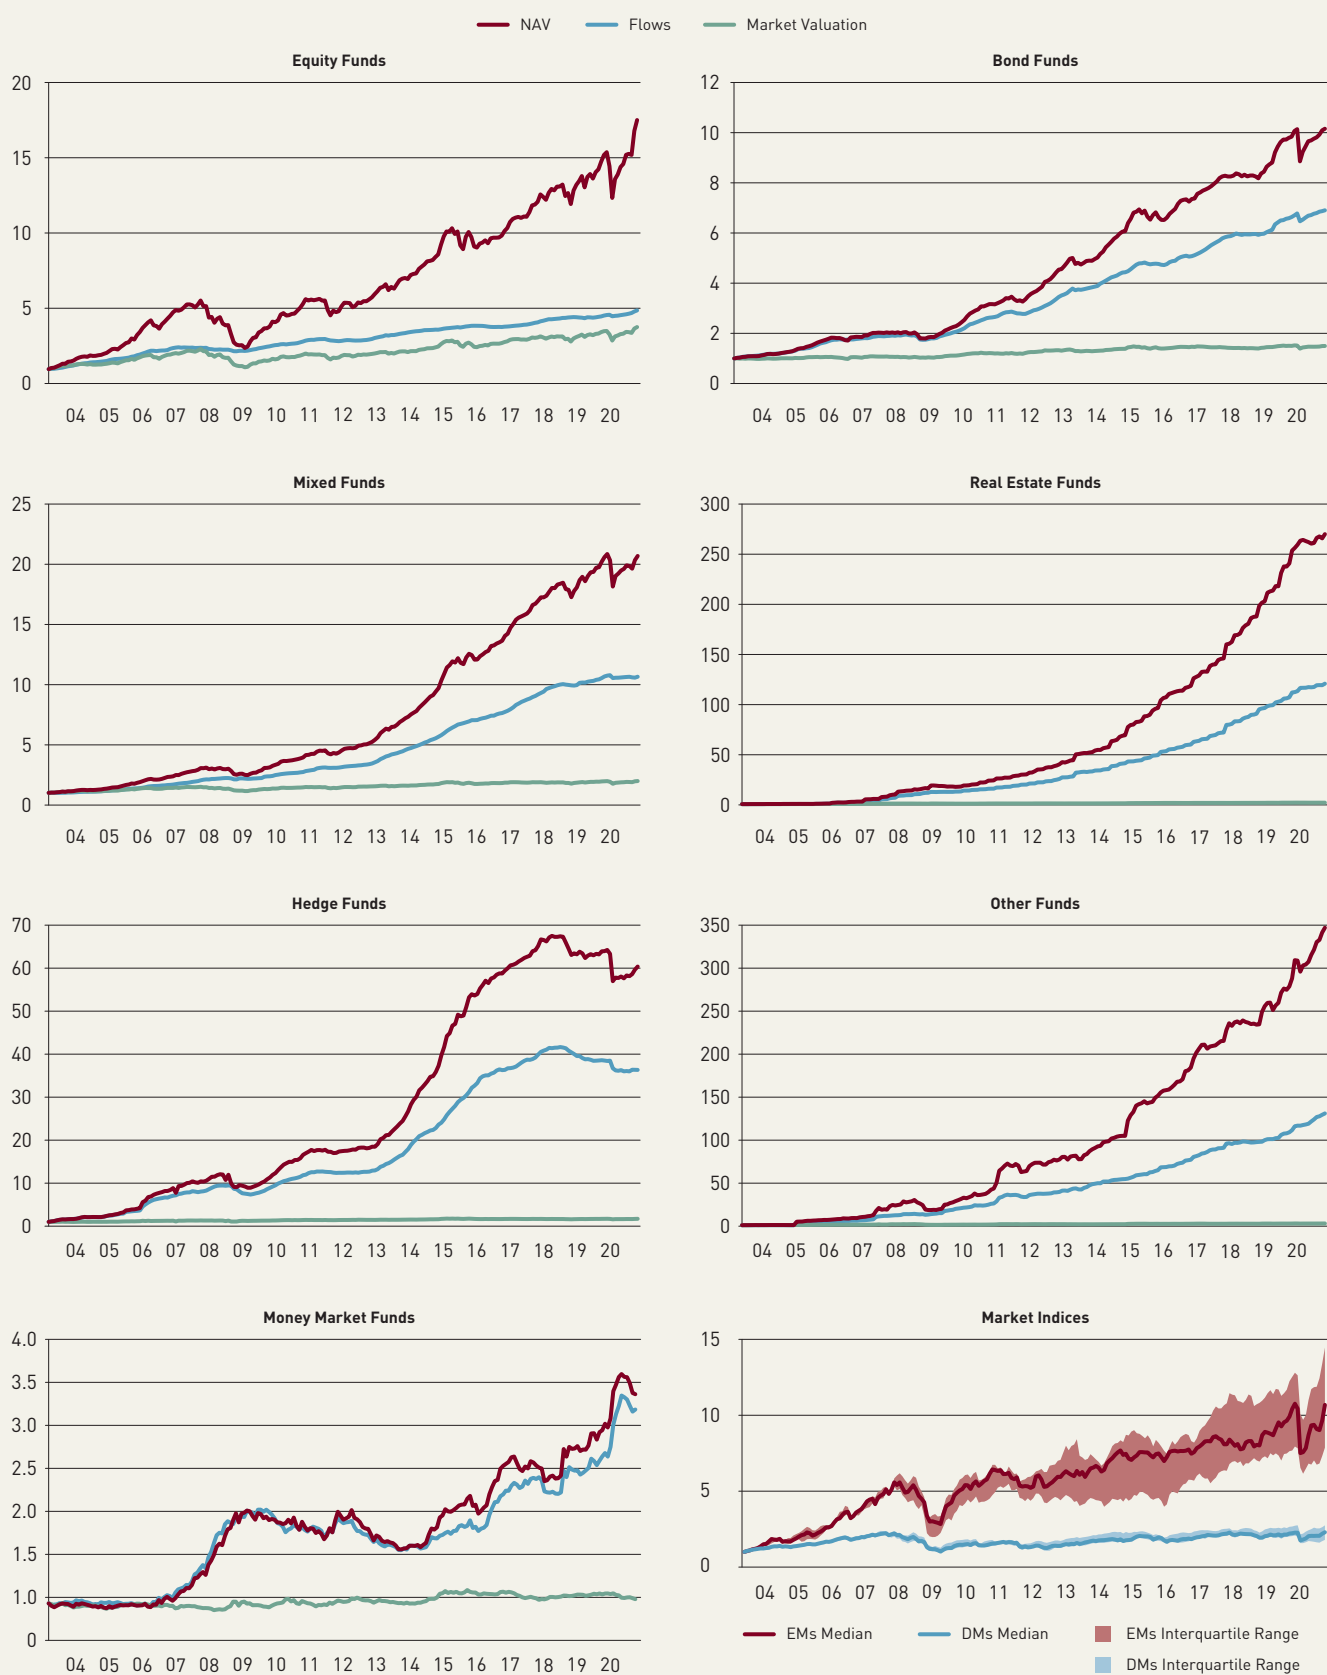 NAV Flows Market Valuation
Equity Funds
20
15
10
5
0
04 05 06 07 08 09 10 11 12 13 14 15 16 17 18 19 20
Bond Funds
12
10
8
6
4
2
0
04 05 06 07 08 09 10 11 12 13 14 15 16 17 18 19 20
Mixed Funds
25
20
15
10
5
0
04 05 06 07 08 09 10 11 12 13 14 15 16 17 18 19 20
Real Estate Funds
300
250
200
150
100
50
0
04 05 06 07 08 09 10 11 12 13 14 15 16 17 18 19 20
Hedge Funds
70
60
50
40
30
20
10
0
04 05 06 07 08 09 10 11 12 13 14 15 16 17 18 19 20
Other Funds
350
300
250
200
150
100
50
0
04 05 06 07 08 09 10 11 12 13 14 15 16 17 18 19 20
Money Market Funds
4.0
3.5
3.0
2.5
2.0
1.5
1.0
0
04 05 06 07 08 09 10 11 12 13 14 15 16 17 18 19 20
Market Indices
15
10
5
0
04 05 06 07 08 09 10 11 12 13 14 15 16 17 18 19 20
EMs Median DMs Median EMs Interquartile Range
DMs Interquartile Range